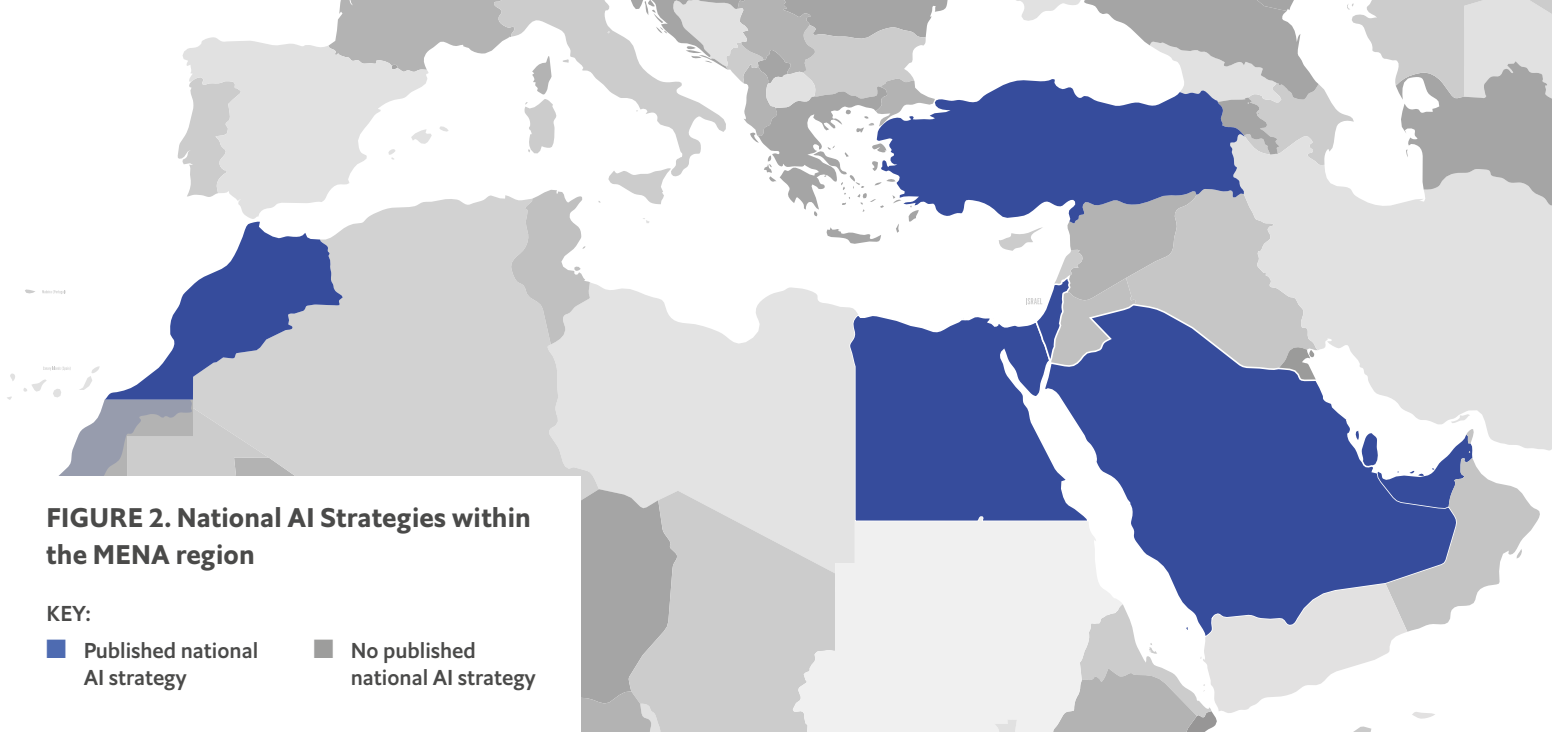 ISRAEL
FIGURE 2. National AI Strategies within
the MENA region
KEY:
Published national
AI strategy
No published
national AI strategy